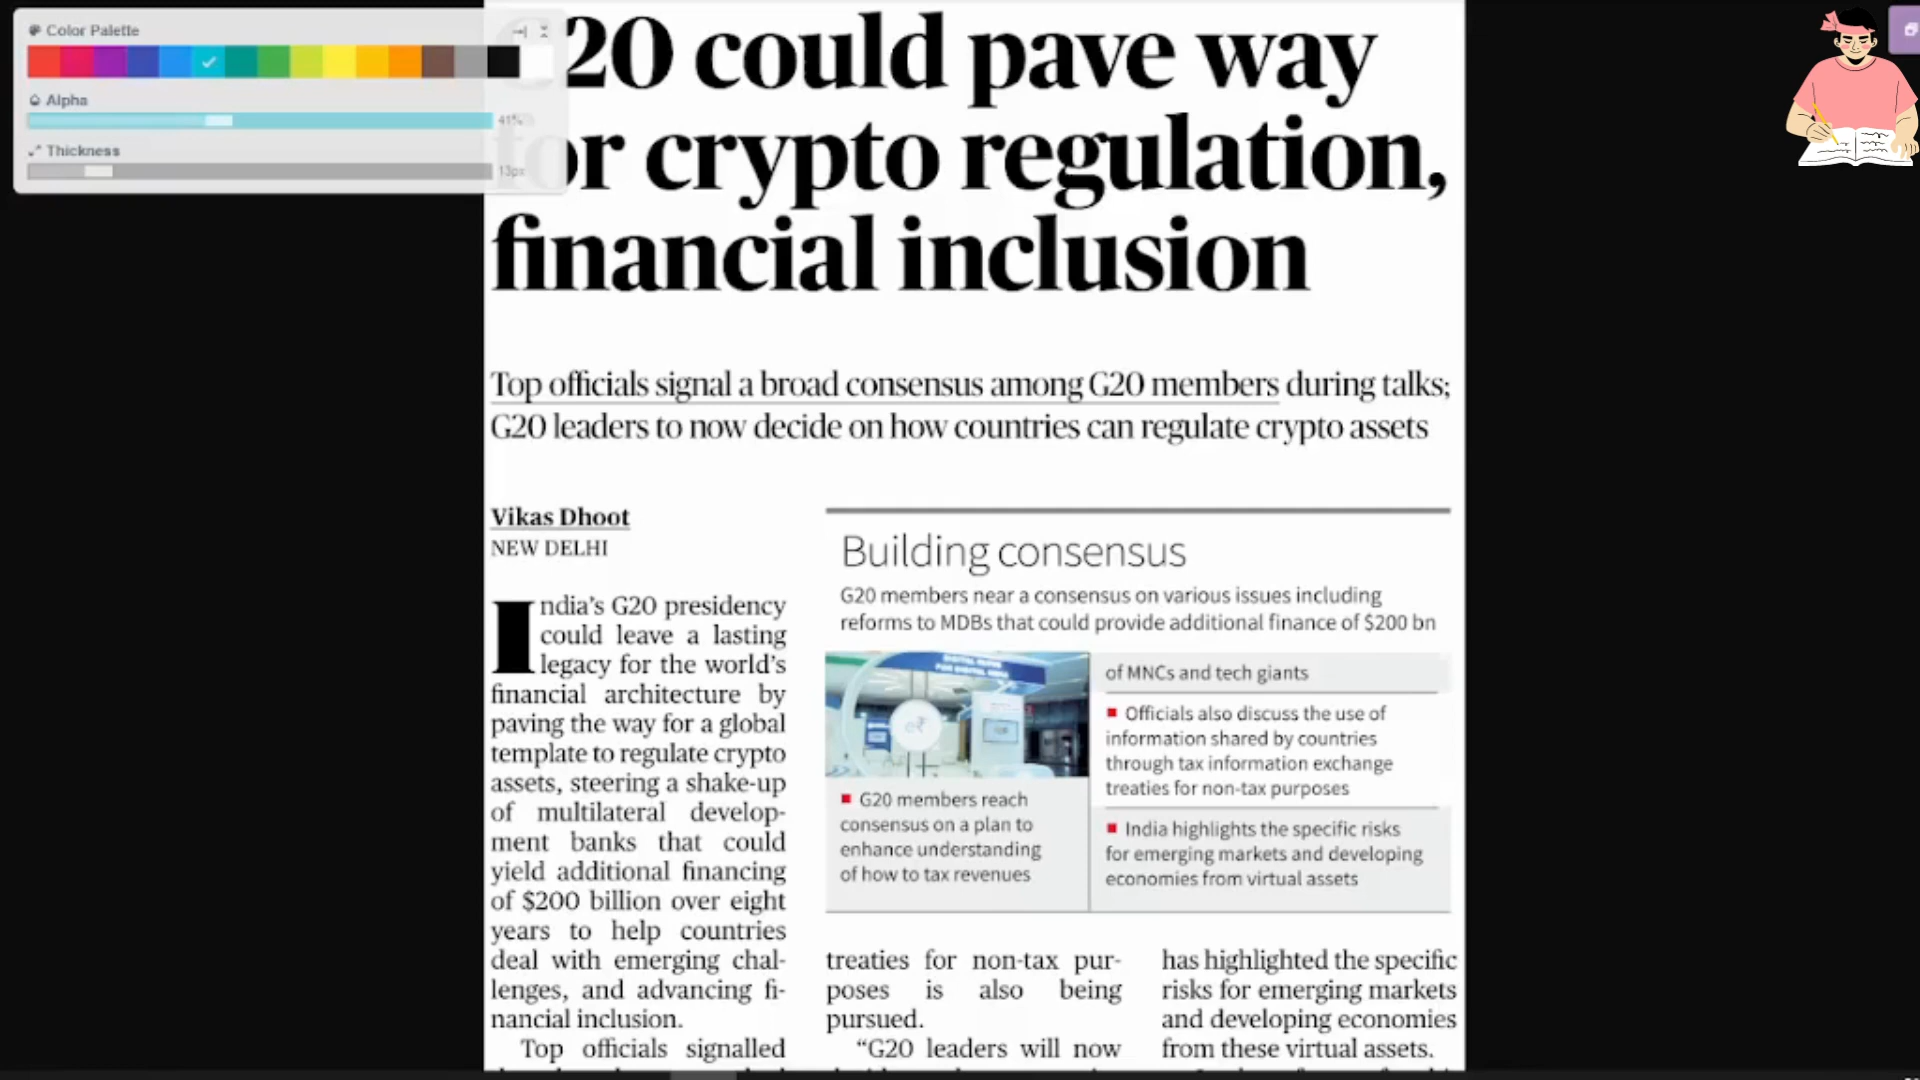 Color Palette
Alpha
41%
Thickness
13px
G20 could pave way
for crypto regulation,
financial inclusion
Top officials signal a broad consensus among G20 members during talks;
G20 leaders to now decide on how countries can regulate crypto assets
Vikas Dhoot
NEW DELHI
India’s G20 presidency
could leave a lasting
legacy for the world’s
financial architecture by
paving the way for a global
template to regulate crypto
assets, steering a shake-up
of multilateral develop-
ment banks that could
yield additional financing
of $200 billion over eight
years to help countries
deal with emerging chal-
lenges, and advancing fi-
nancial inclusion.
Top officials signalled
Building consensus
G20 members near a consensus on various issues including
reforms to MDBs that could provide additional finance of $200 bn
e₹
G20 members reach
consensus on a plan to
enhance understanding
of how to tax revenues
of MNCs and tech giants
Officials also discuss the use of
information shared by countries
through tax information exchange
treaties for non-tax purposes
India highlights the specific risks
for emerging markets and developing
economies from virtual assets
treaties for non-tax pur-
poses is also being
pursued.
“G20 leaders will now
has highlighted the specific
risks for emerging markets
and developing economies
from these virtual assets.